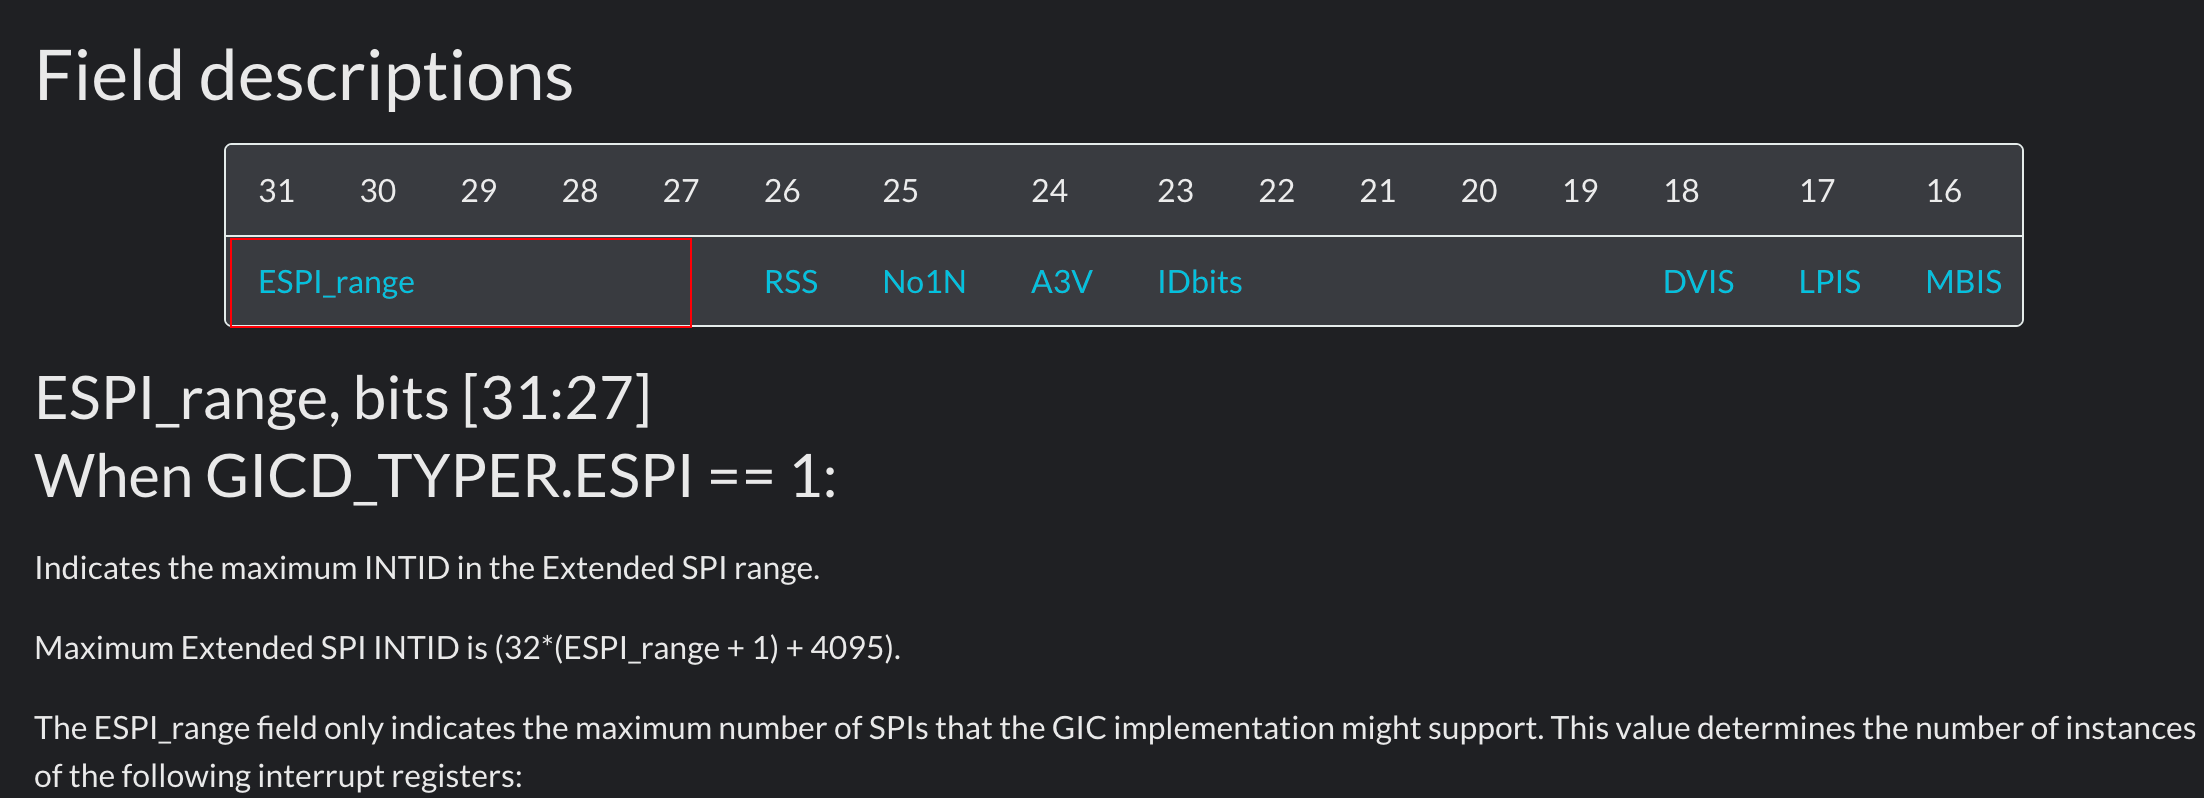 Field descriptions
31 30 29 28 27 26 25 24 23 22 21 20 19 18 17 16
ESPI_range RSS No1N A3V IDbits DVIS LPIS MBIS
ESPI_range, bits [31:27]
When GICD_TYPER.ESPI == 1:
Indicates the maximum INTID in the Extended SPI range.
Maximum Extended SPI INTID is (32*(ESPI_range + 1) + 4095).
The ESPI_range field only indicates the maximum number of SPIs that the GIC implementation might support. This value determines the number of instances
of the following interrupt registers: